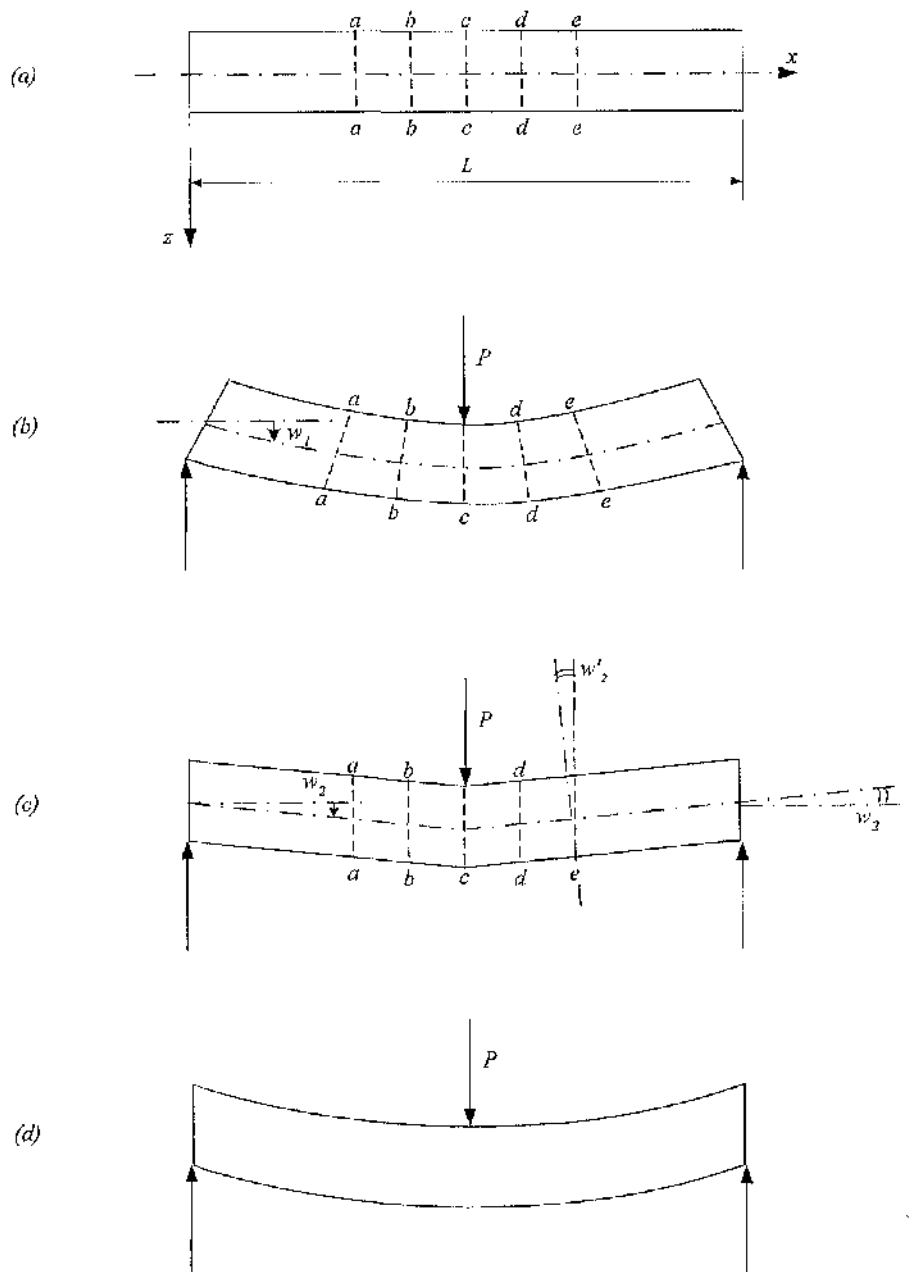 a b c d e
(a)
x
a b c d e
L
z
P
(b)
a b d e
w₁
a b c d e
w'₂
P
a b d
(c)
w₂
w₂
a b c d e
P
(d)